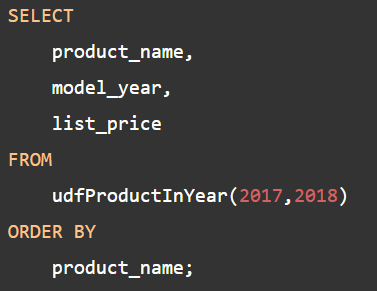 SELECT
    product_name,
    model_year,
    list_price
FROM
    udfProductInYear(2017,2018)
ORDER BY
    product_name;